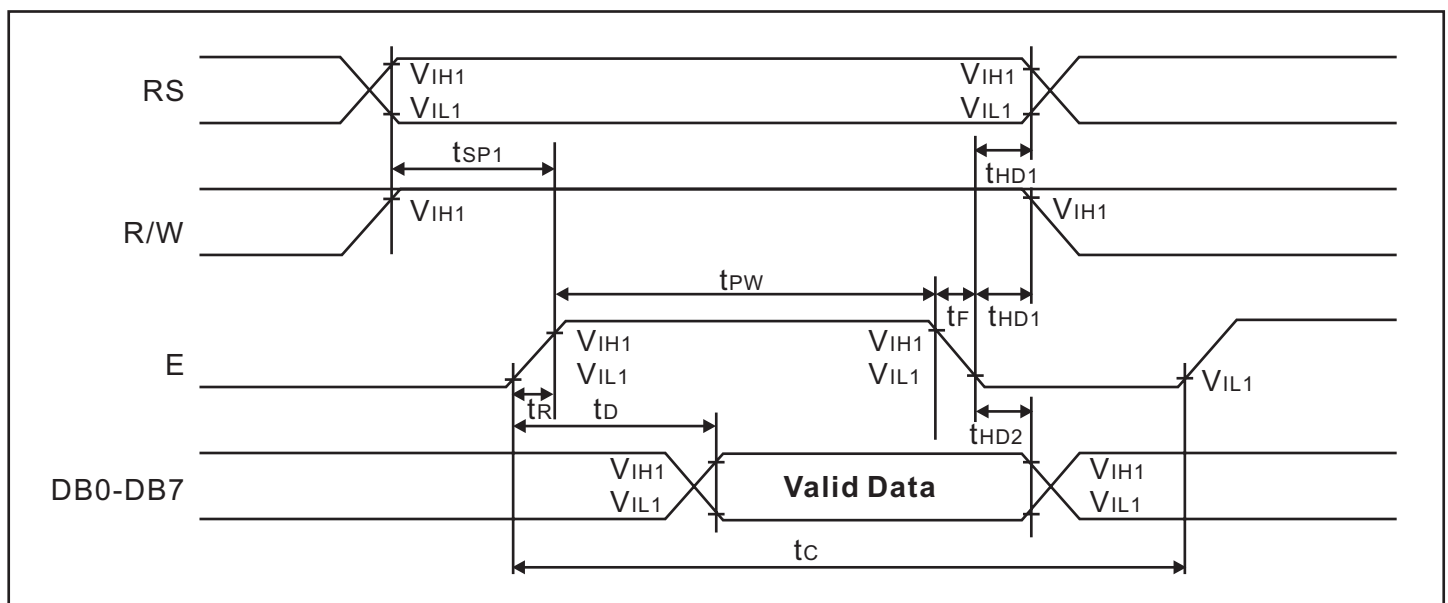 RS
VIH1
VIL1
VIH1
VIL1
tSP1
tHD1
R/W
VIH1
VIH1
tPW
tF
tHD1
E
VIH1
VIL1
VIH1
VIL1
VIL1
tR
tD
tHD2
DB0-DB7
VIH1
VIL1
Valid Data
VIH1
VIL1
tC